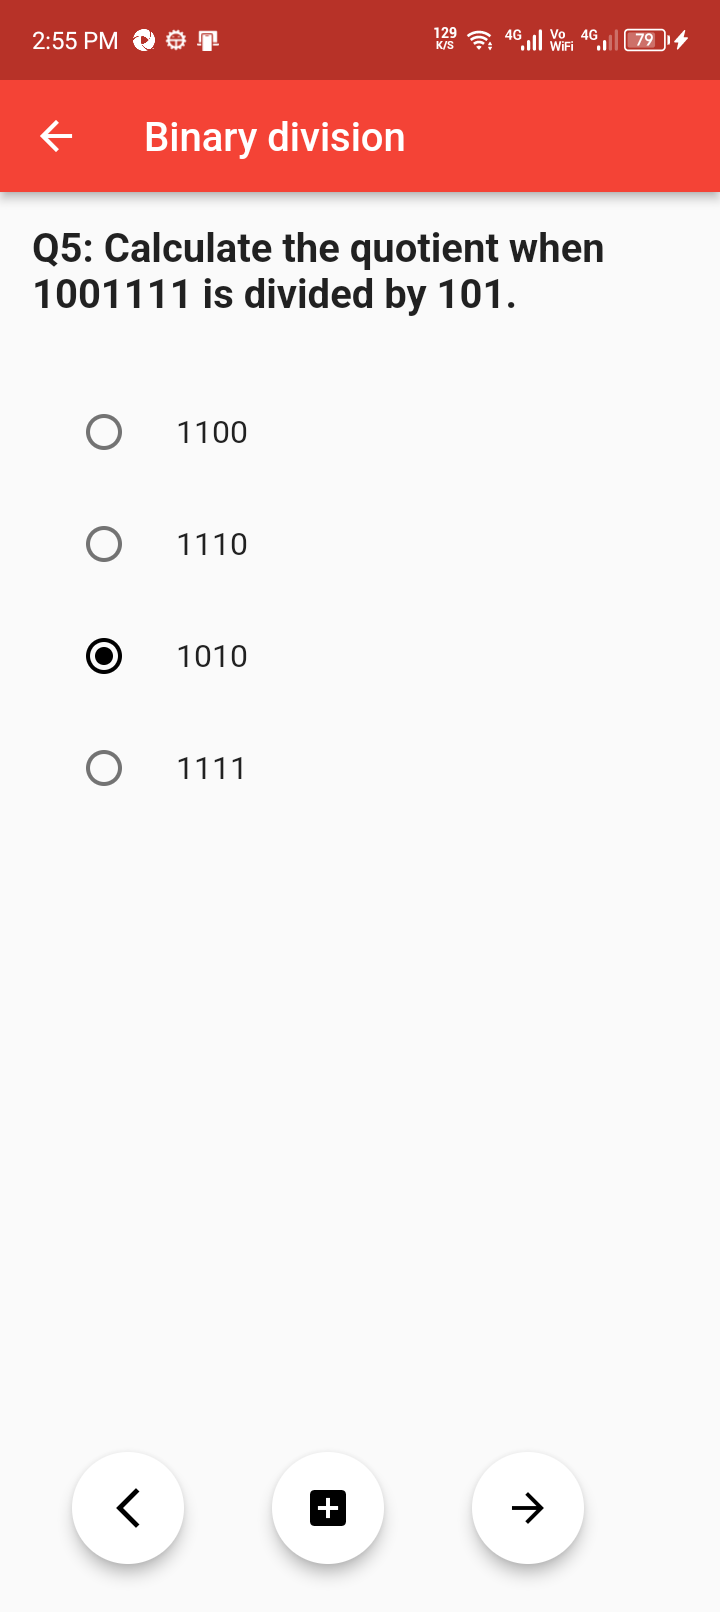 2:55 PM 129 K/S 4G Vo WiFi 4G 79
Binary division
Q5: Calculate the quotient when
1001111 is divided by 101.
1100
1110
1010
1111